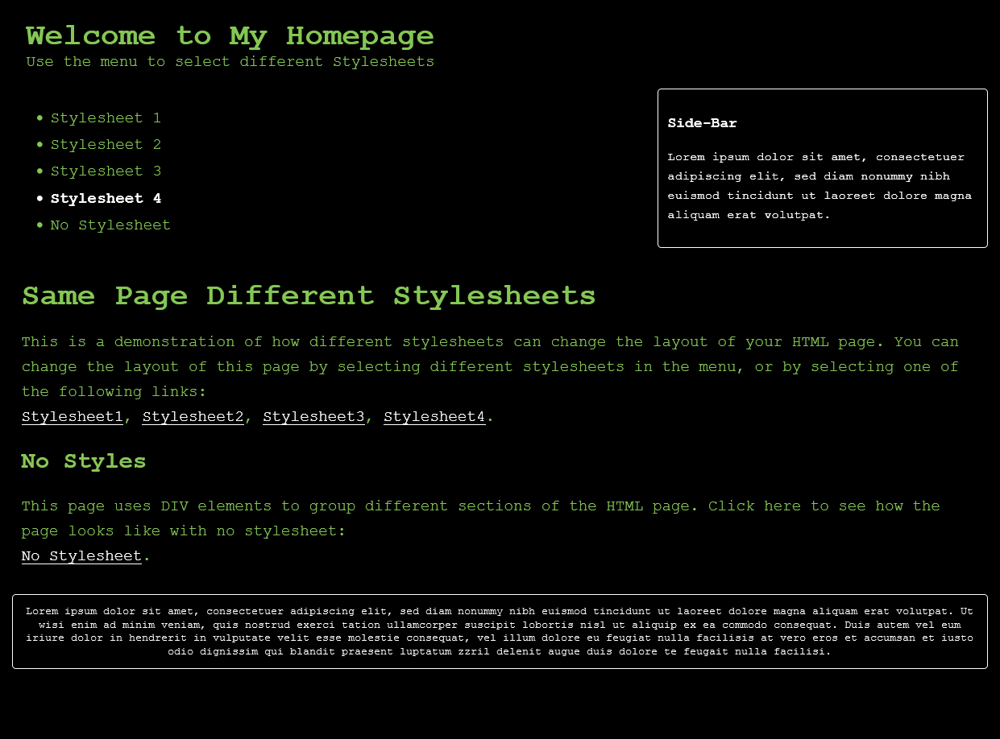 Welcome to My Homepage
Use the menu to select different Stylesheets
Stylesheet 1
Stylesheet 2
Stylesheet 3
Stylesheet 4
No Stylesheet
Side-Bar
Lorem ipsum dolor sit amet, consectetuer
adipiscing elit, sed diam nonummy nibh
euismod tincidunt ut laoreet dolore magna
aliquam erat volutpat.
Same Page Different Stylesheets
This is a demonstration of how different stylesheets can change the layout of your HTML page. You can
change the layout of this page by selecting different stylesheets in the menu, or by selecting one of
the following links:
Stylesheet1, Stylesheet2, Stylesheet3, Stylesheet4.
No Styles
This page uses DIV elements to group different sections of the HTML page. Click here to see how the
page looks like with no stylesheet:
No Stylesheet.
Lorem ipsum dolor sit amet, consectetuer adipiscing elit, sed diam nonummy nibh euismod tincidunt ut laoreet dolore magna aliquam erat volutpat. Ut
wisi enim ad minim veniam, quis nostrud exerci tation ullamcorper suscipit lobortis nisl ut aliquip ex ea commodo consequat. Duis autem vel eum
iriure dolor in hendrerit in vulputate velit esse molestie consequat, vel illum dolore eu feugiat nulla facilisis at vero eros et accumsan et iusto
odio dignissim qui blandit praesent luptatum zzril delenit augue duis dolore te feugait nulla facilisi.